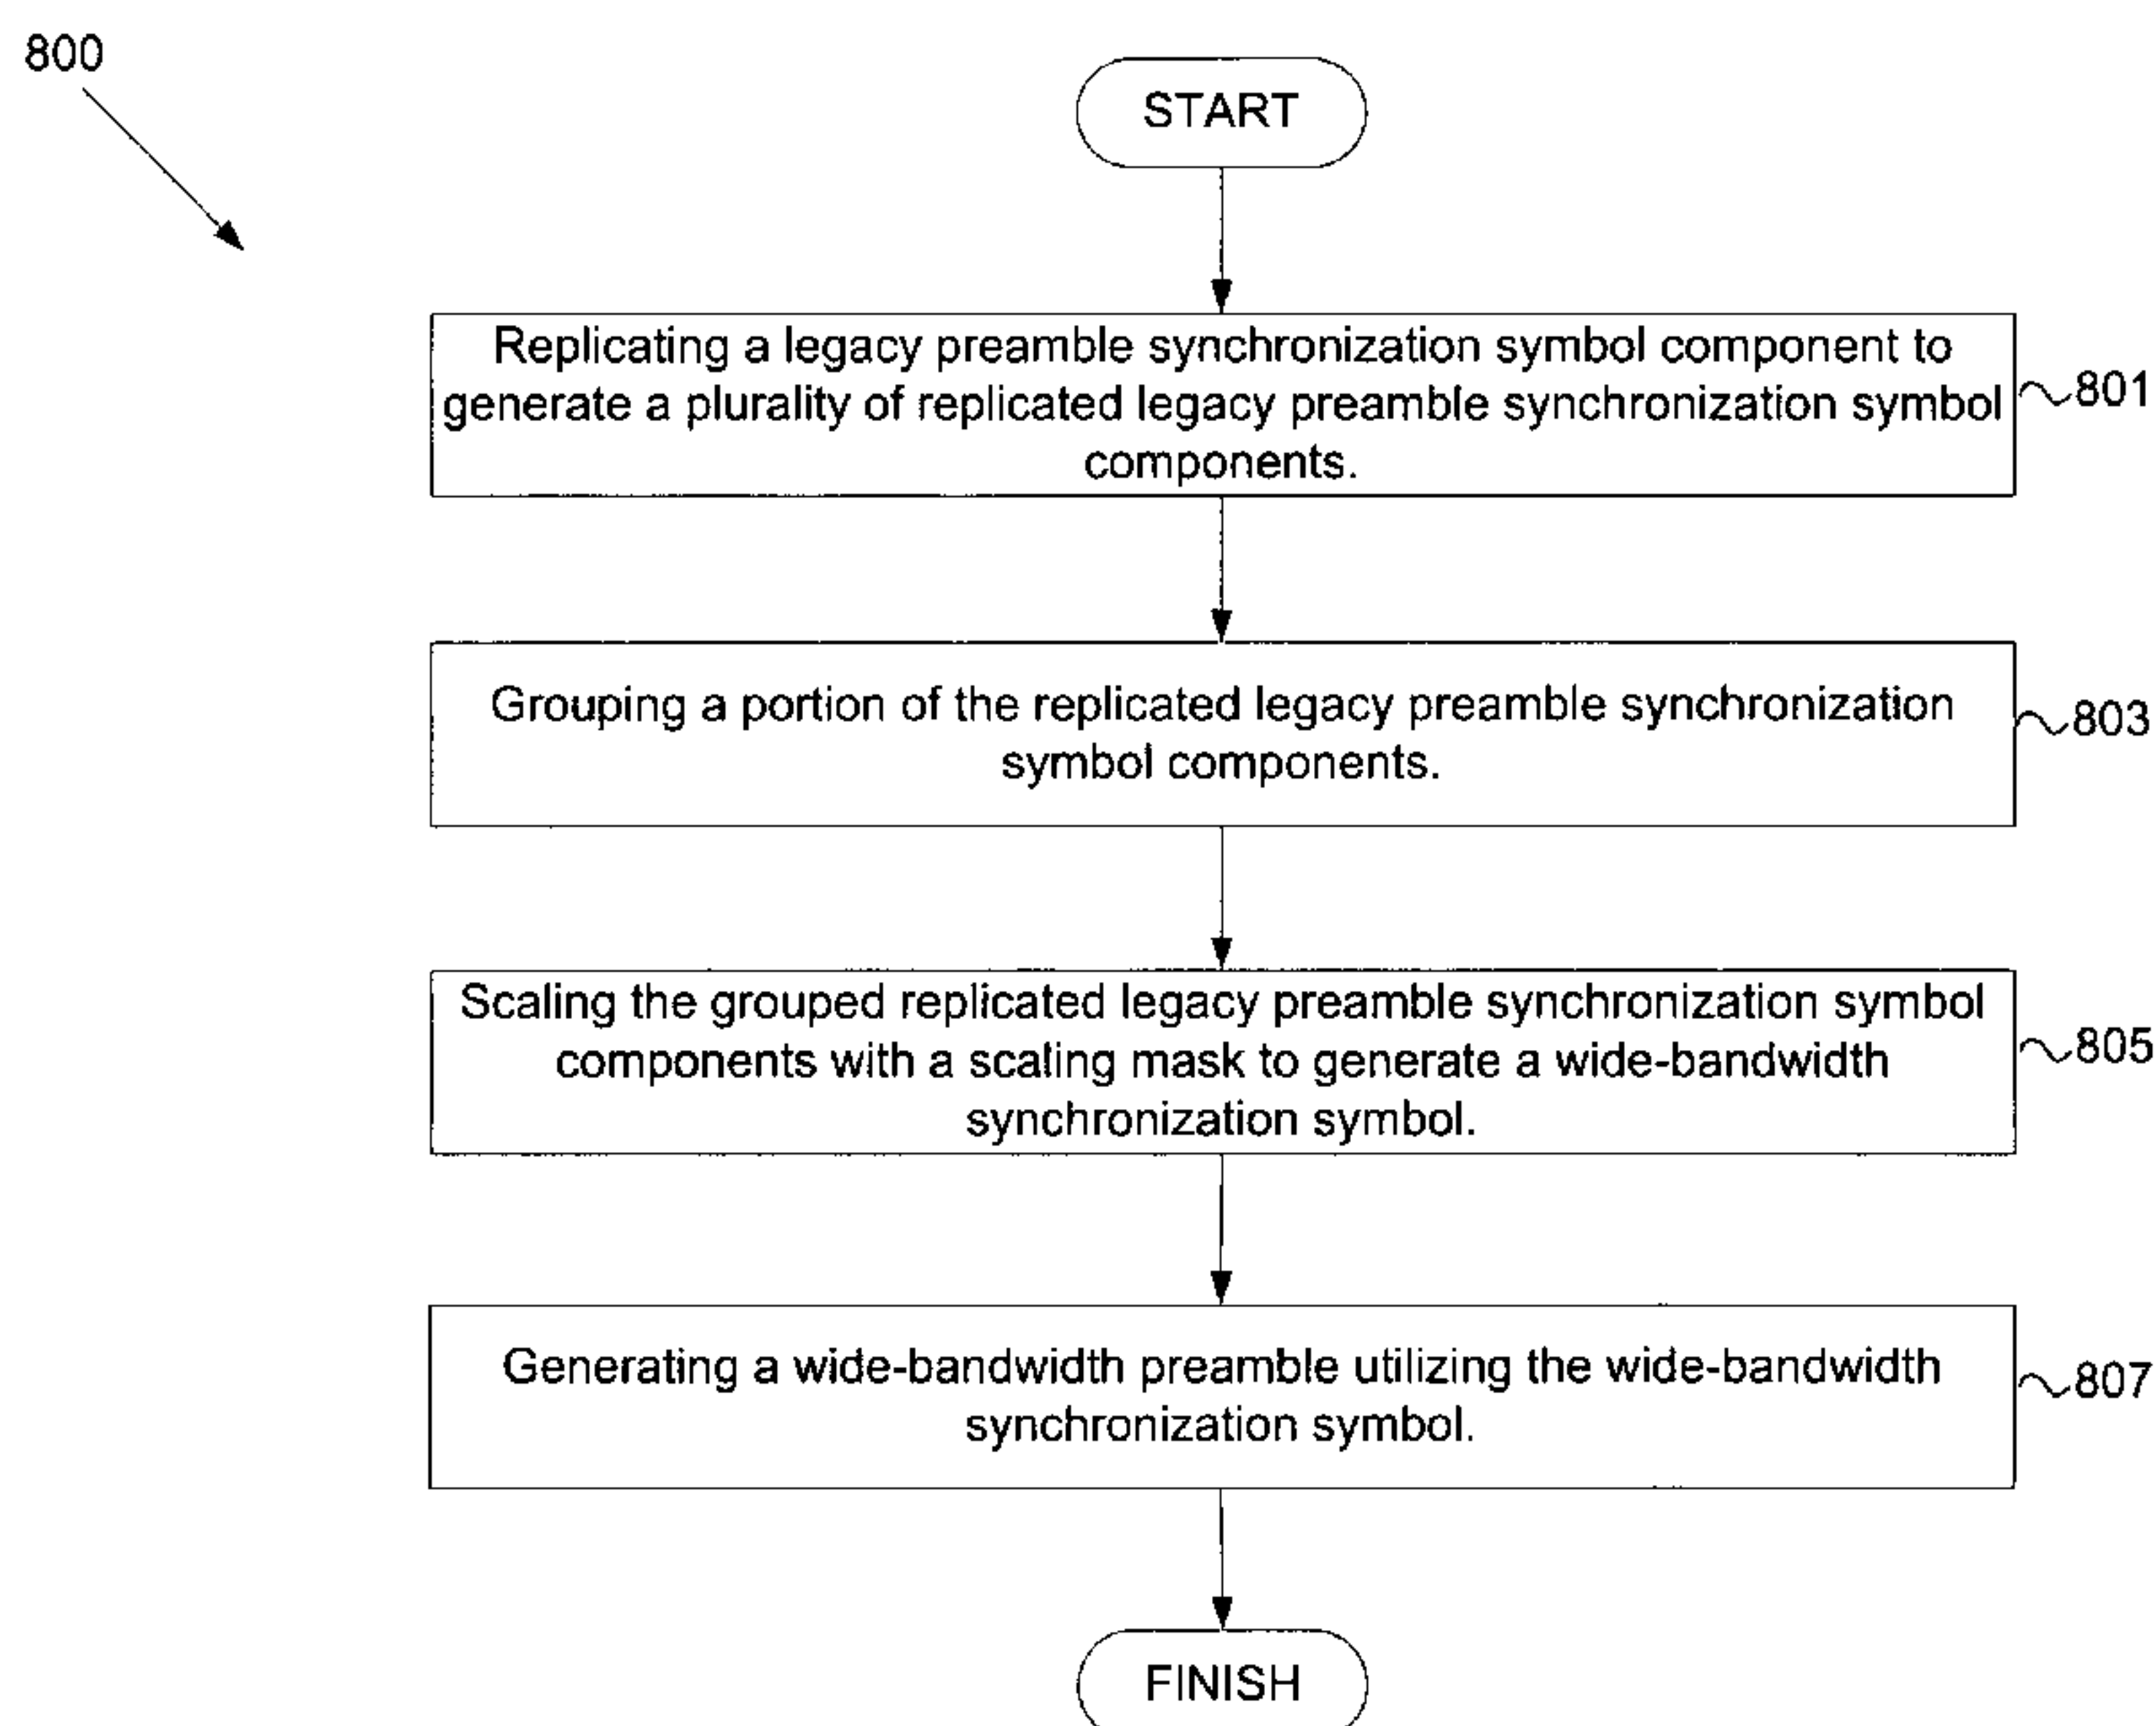 800
START
Replicating a legacy preamble synchronization symbol component to
generate a plurality of replicated legacy preamble synchronization symbol
components.
801
Grouping a portion of the replicated legacy preamble synchronization
symbol components.
803
Scaling the grouped replicated legacy preamble synchronization symbol
components with a scaling mask to generate a wide-bandwidth
synchronization symbol.
805
Generating a wide-bandwidth preamble utilizing the wide-bandwidth
synchronization symbol.
807
FINISH